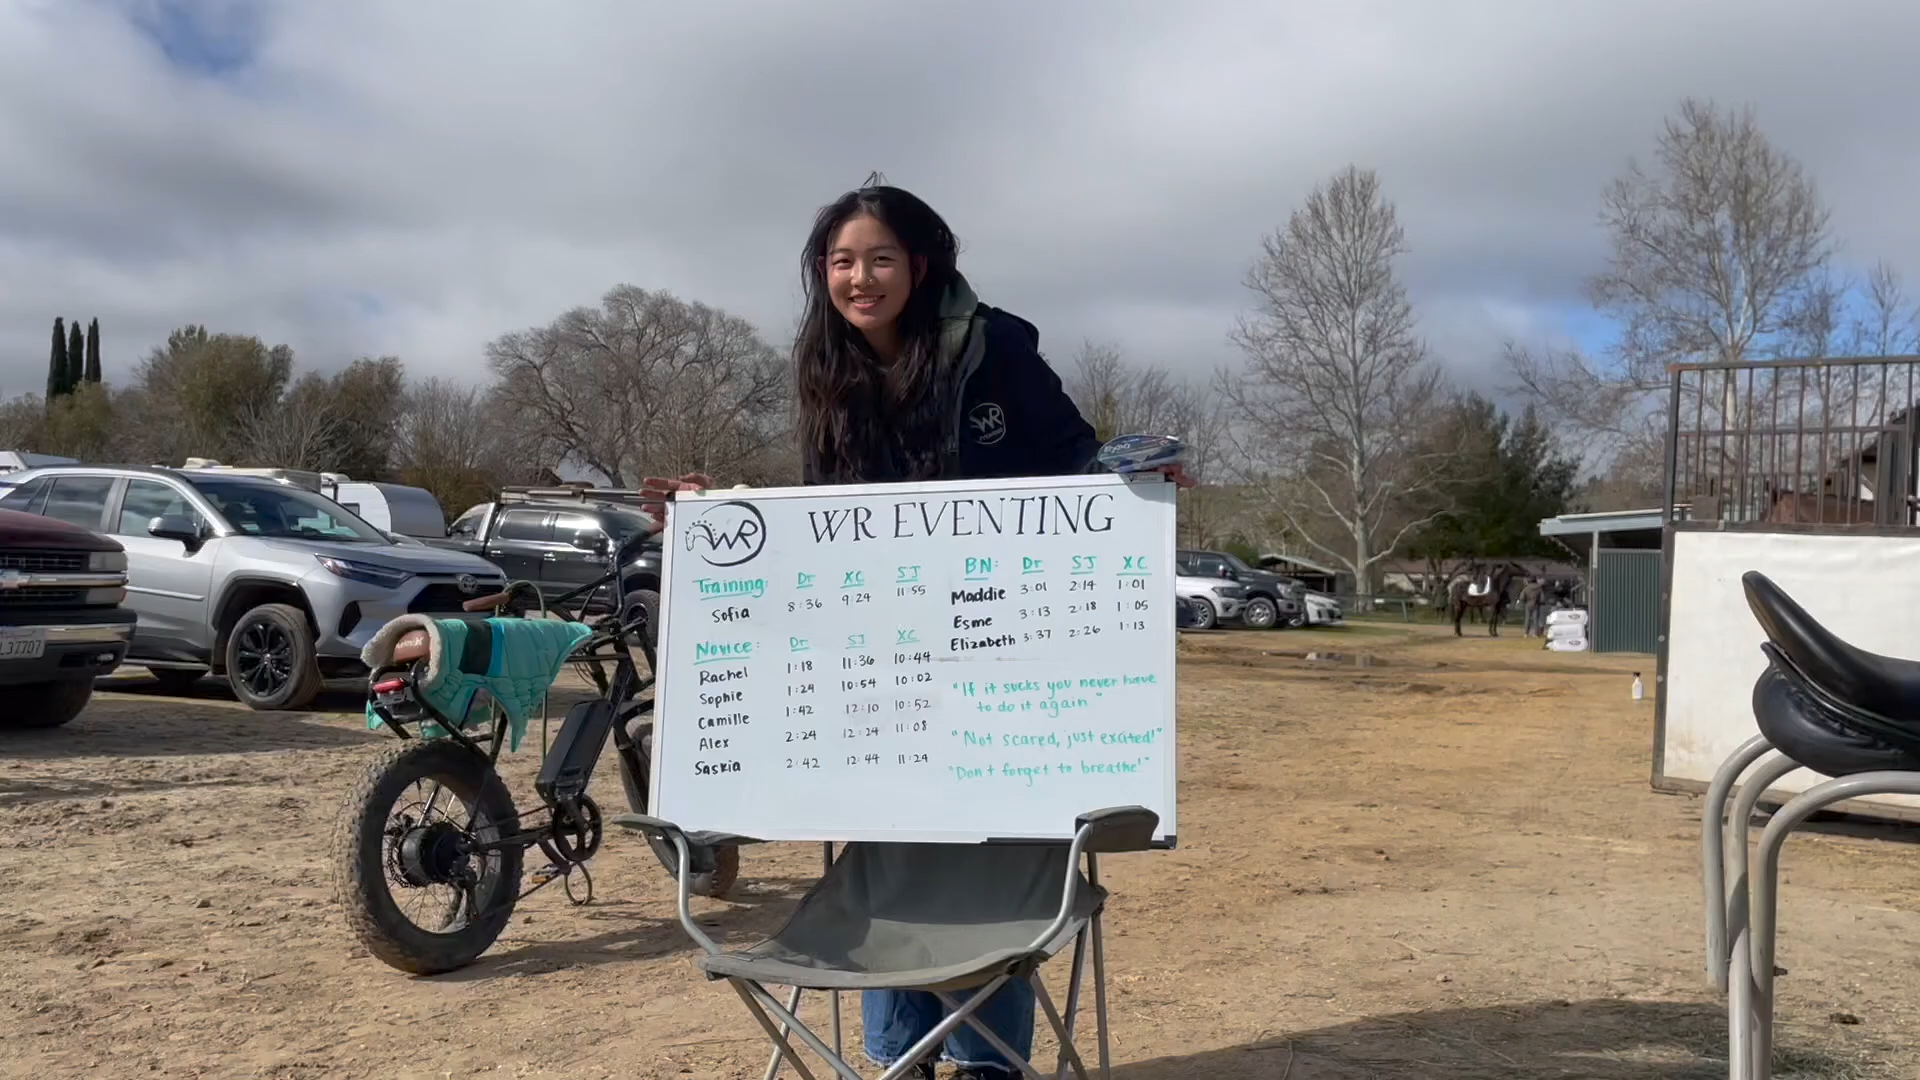 WR EVENTING
WR
Training: Dr XC SJ
Sofia 8:36 9:24 11:55
Novice: Dr SJ XC
Rachel 1:18 11:36 10:44
Sophie 1:24 10:54 10:02
Camille 1:42 12:10 10:52
Alex 2:24 12:24 11:08
Saskia 2:42 12:44 11:24
BN: Dr SJ XC
Maddie 3:01 2:14 1:01
Esme 3:13 2:18 1:05
Elizabeth 3:37 2:26 1:13
"If it sucks you never have
to do it again"
"Not scared, just excited!"
"Don't forget to breathe!"
WR